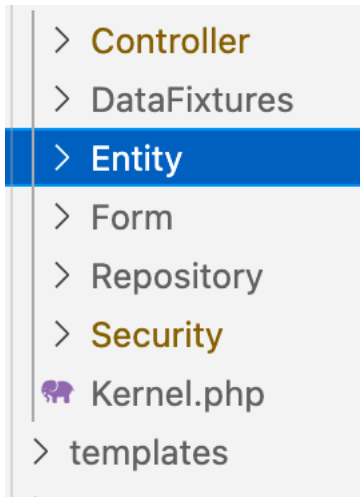 Controller
DataFixtures
Entity
Form
Repository
Security
Kernel.php
templates